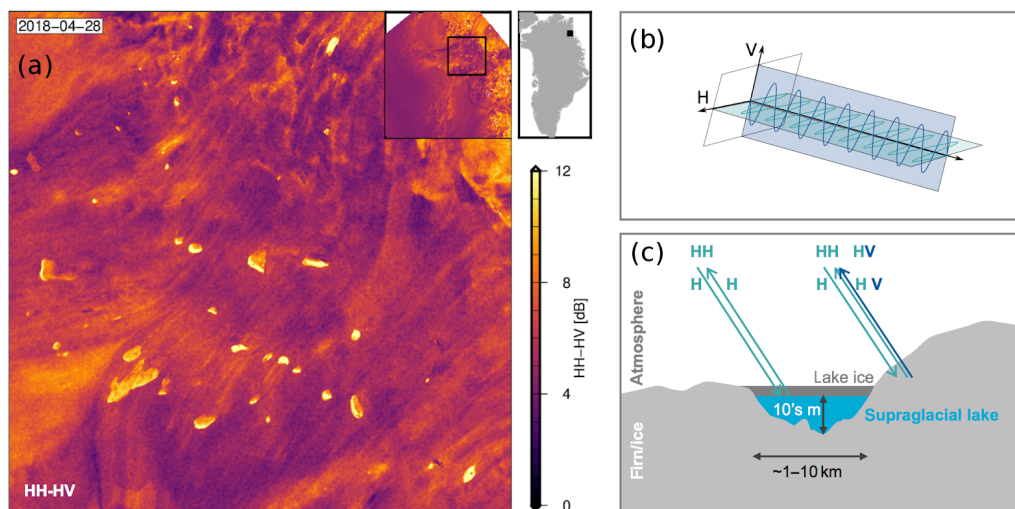 2018−04−28
(a)
HH-HV
12
8
4
0
HH−HV [dB]
(b)
V
H
(c)
HH
HH HV
H H
H H V
Atmosphere
Lake ice
10's m
Supraglacial lake
Firn/ice
~1–10 km